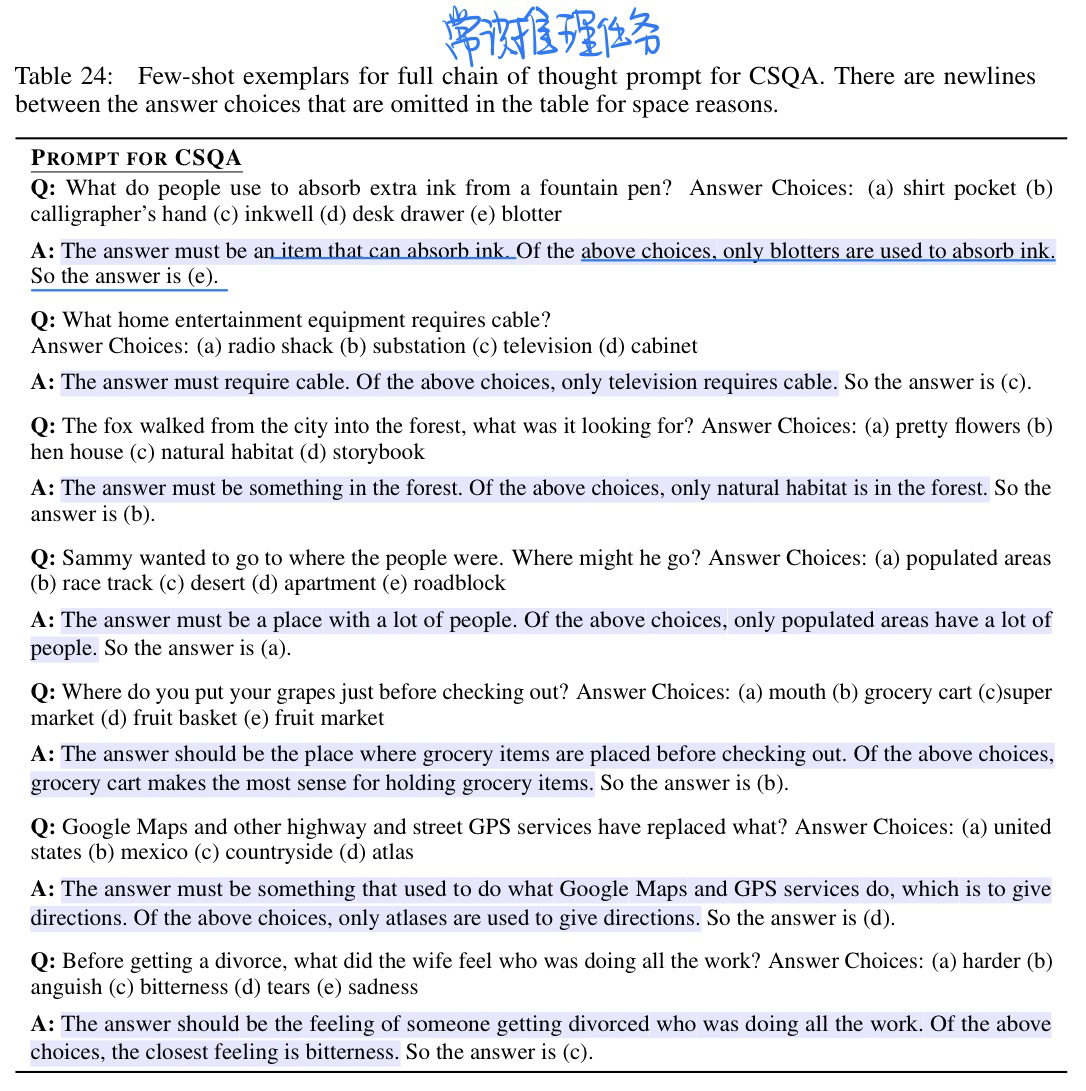 常识推理任务
Table 24: Few-shot exemplars for full chain of thought prompt for CSQA. There are newlines
between the answer choices that are omitted in the table for space reasons.
PROMPT FOR CSQA
Q: What do people use to absorb extra ink from a fountain pen? Answer Choices: (a) shirt pocket (b)
calligrapher's hand (c) inkwell (d) desk drawer (e) blotter
A: The answer must be an item that can absorb ink. Of the above choices, only blotters are used to absorb ink.
So the answer is (e).
Q: What home entertainment equipment requires cable?
Answer Choices: (a) radio shack (b) substation (c) television (d) cabinet
A: The answer must require cable. Of the above choices, only television requires cable. So the answer is (c).
Q: The fox walked from the city into the forest, what was it looking for? Answer Choices: (a) pretty flowers (b)
hen house (c) natural habitat (d) storybook
A: The answer must be something in the forest. Of the above choices, only natural habitat is in the forest. So the
answer is (b).
Q: Sammy wanted to go to where the people were. Where might he go? Answer Choices: (a) populated areas
(b) race track (c) desert (d) apartment (e) roadblock
A: The answer must be a place with a lot of people. Of the above choices, only populated areas have a lot of
people. So the answer is (a).
Q: Where do you put your grapes just before checking out? Answer Choices: (a) mouth (b) grocery cart (c)super
market (d) fruit basket (e) fruit market
A: The answer should be the place where grocery items are placed before checking out. Of the above choices,
grocery cart makes the most sense for holding grocery items. So the answer is (b).
Q: Google Maps and other highway and street GPS services have replaced what? Answer Choices: (a) united
states (b) mexico (c) countryside (d) atlas
A: The answer must be something that used to do what Google Maps and GPS services do, which is to give
directions. Of the above choices, only atlases are used to give directions. So the answer is (d).
Q: Before getting a divorce, what did the wife feel who was doing all the work? Answer Choices: (a) harder (b)
anguish (c) bitterness (d) tears (e) sadness
A: The answer should be the feeling of someone getting divorced who was doing all the work. Of the above
choices, the closest feeling is bitterness. So the answer is (c).